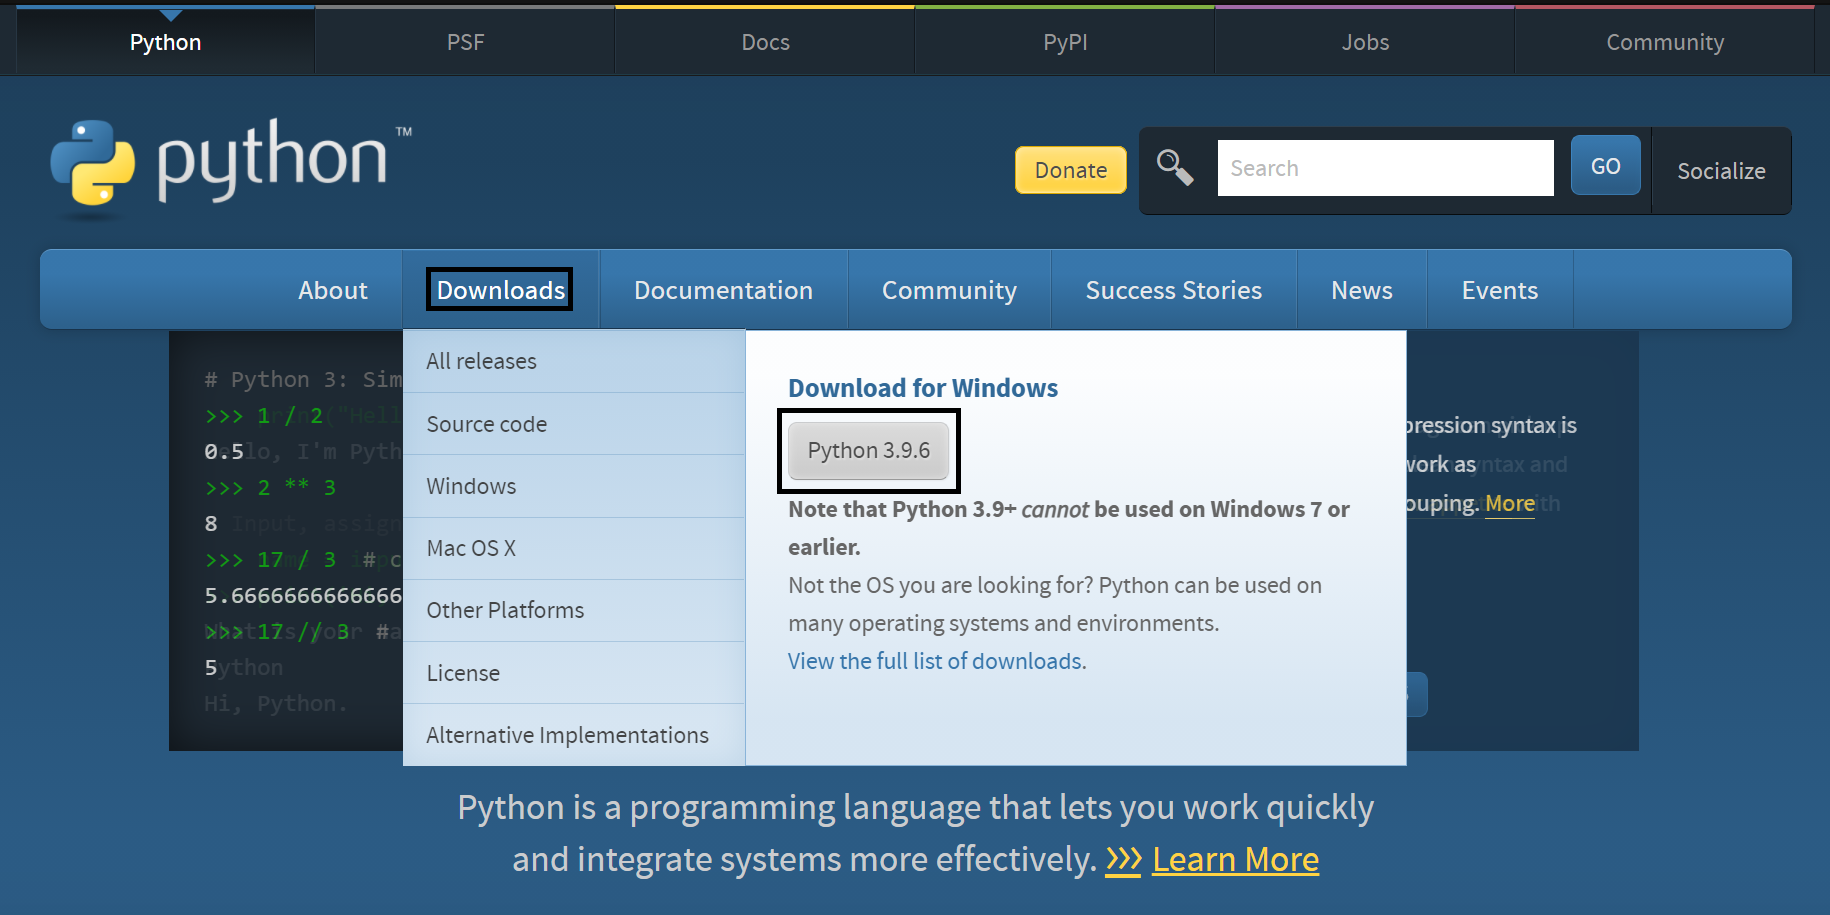 Python
PSF
Docs
PyPI
Jobs
Community
python™
Donate
Search
GO
Socialize
About
Downloads
Documentation
Community
Success Stories
News
Events
All releases
Source code
Windows
Mac OS X
Other Platforms
License
Alternative Implementations
Download for Windows
Python 3.9.6
Note that Python 3.9+ cannot be used on Windows 7 or
earlier.
Not the OS you are looking for? Python can be used on
many operating systems and environments.
View the full list of downloads.
# Python 3: Sim
>>> 1 / 2
0.5
>>> 2 ** 3
8
>>> 17 / 3 #
5.6666666666666
>>> 17 // 3 #
5
Hi, Python.
pression syntax is
work as
ouping. More
Python is a programming language that lets you work quickly
and integrate systems more effectively. >>> Learn More